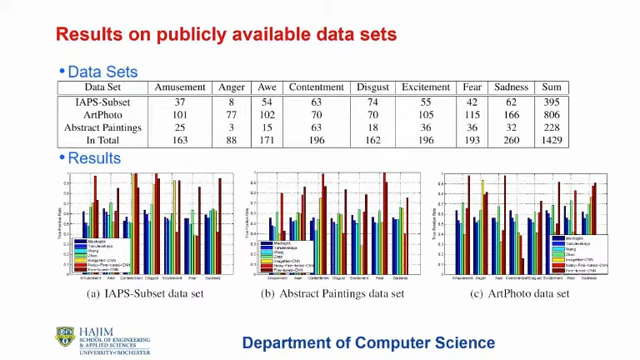 Results on publicly available data sets
• Data Sets
Data Set Amusement Anger Awe Contentment Disgust Excitement Fear Sadness Sum
IAPS-Subset 37 8 54 63 74 55 42 62 395
ArtPhoto 101 77 102 70 70 105 115 166 806
Abstract Paintings 25 3 15 63 18 36 36 32 228
In Total 163 88 171 196 162 196 193 260 1429
• Results
(a) IAPS-Subset data set
(b) Abstract Paintings data set
(c) ArtPhoto data set
HAJIM
SCHOOL OF ENGINEERING
& APPLIED SCIENCES
UNIVERSITY of ROCHESTER
Department of Computer Science